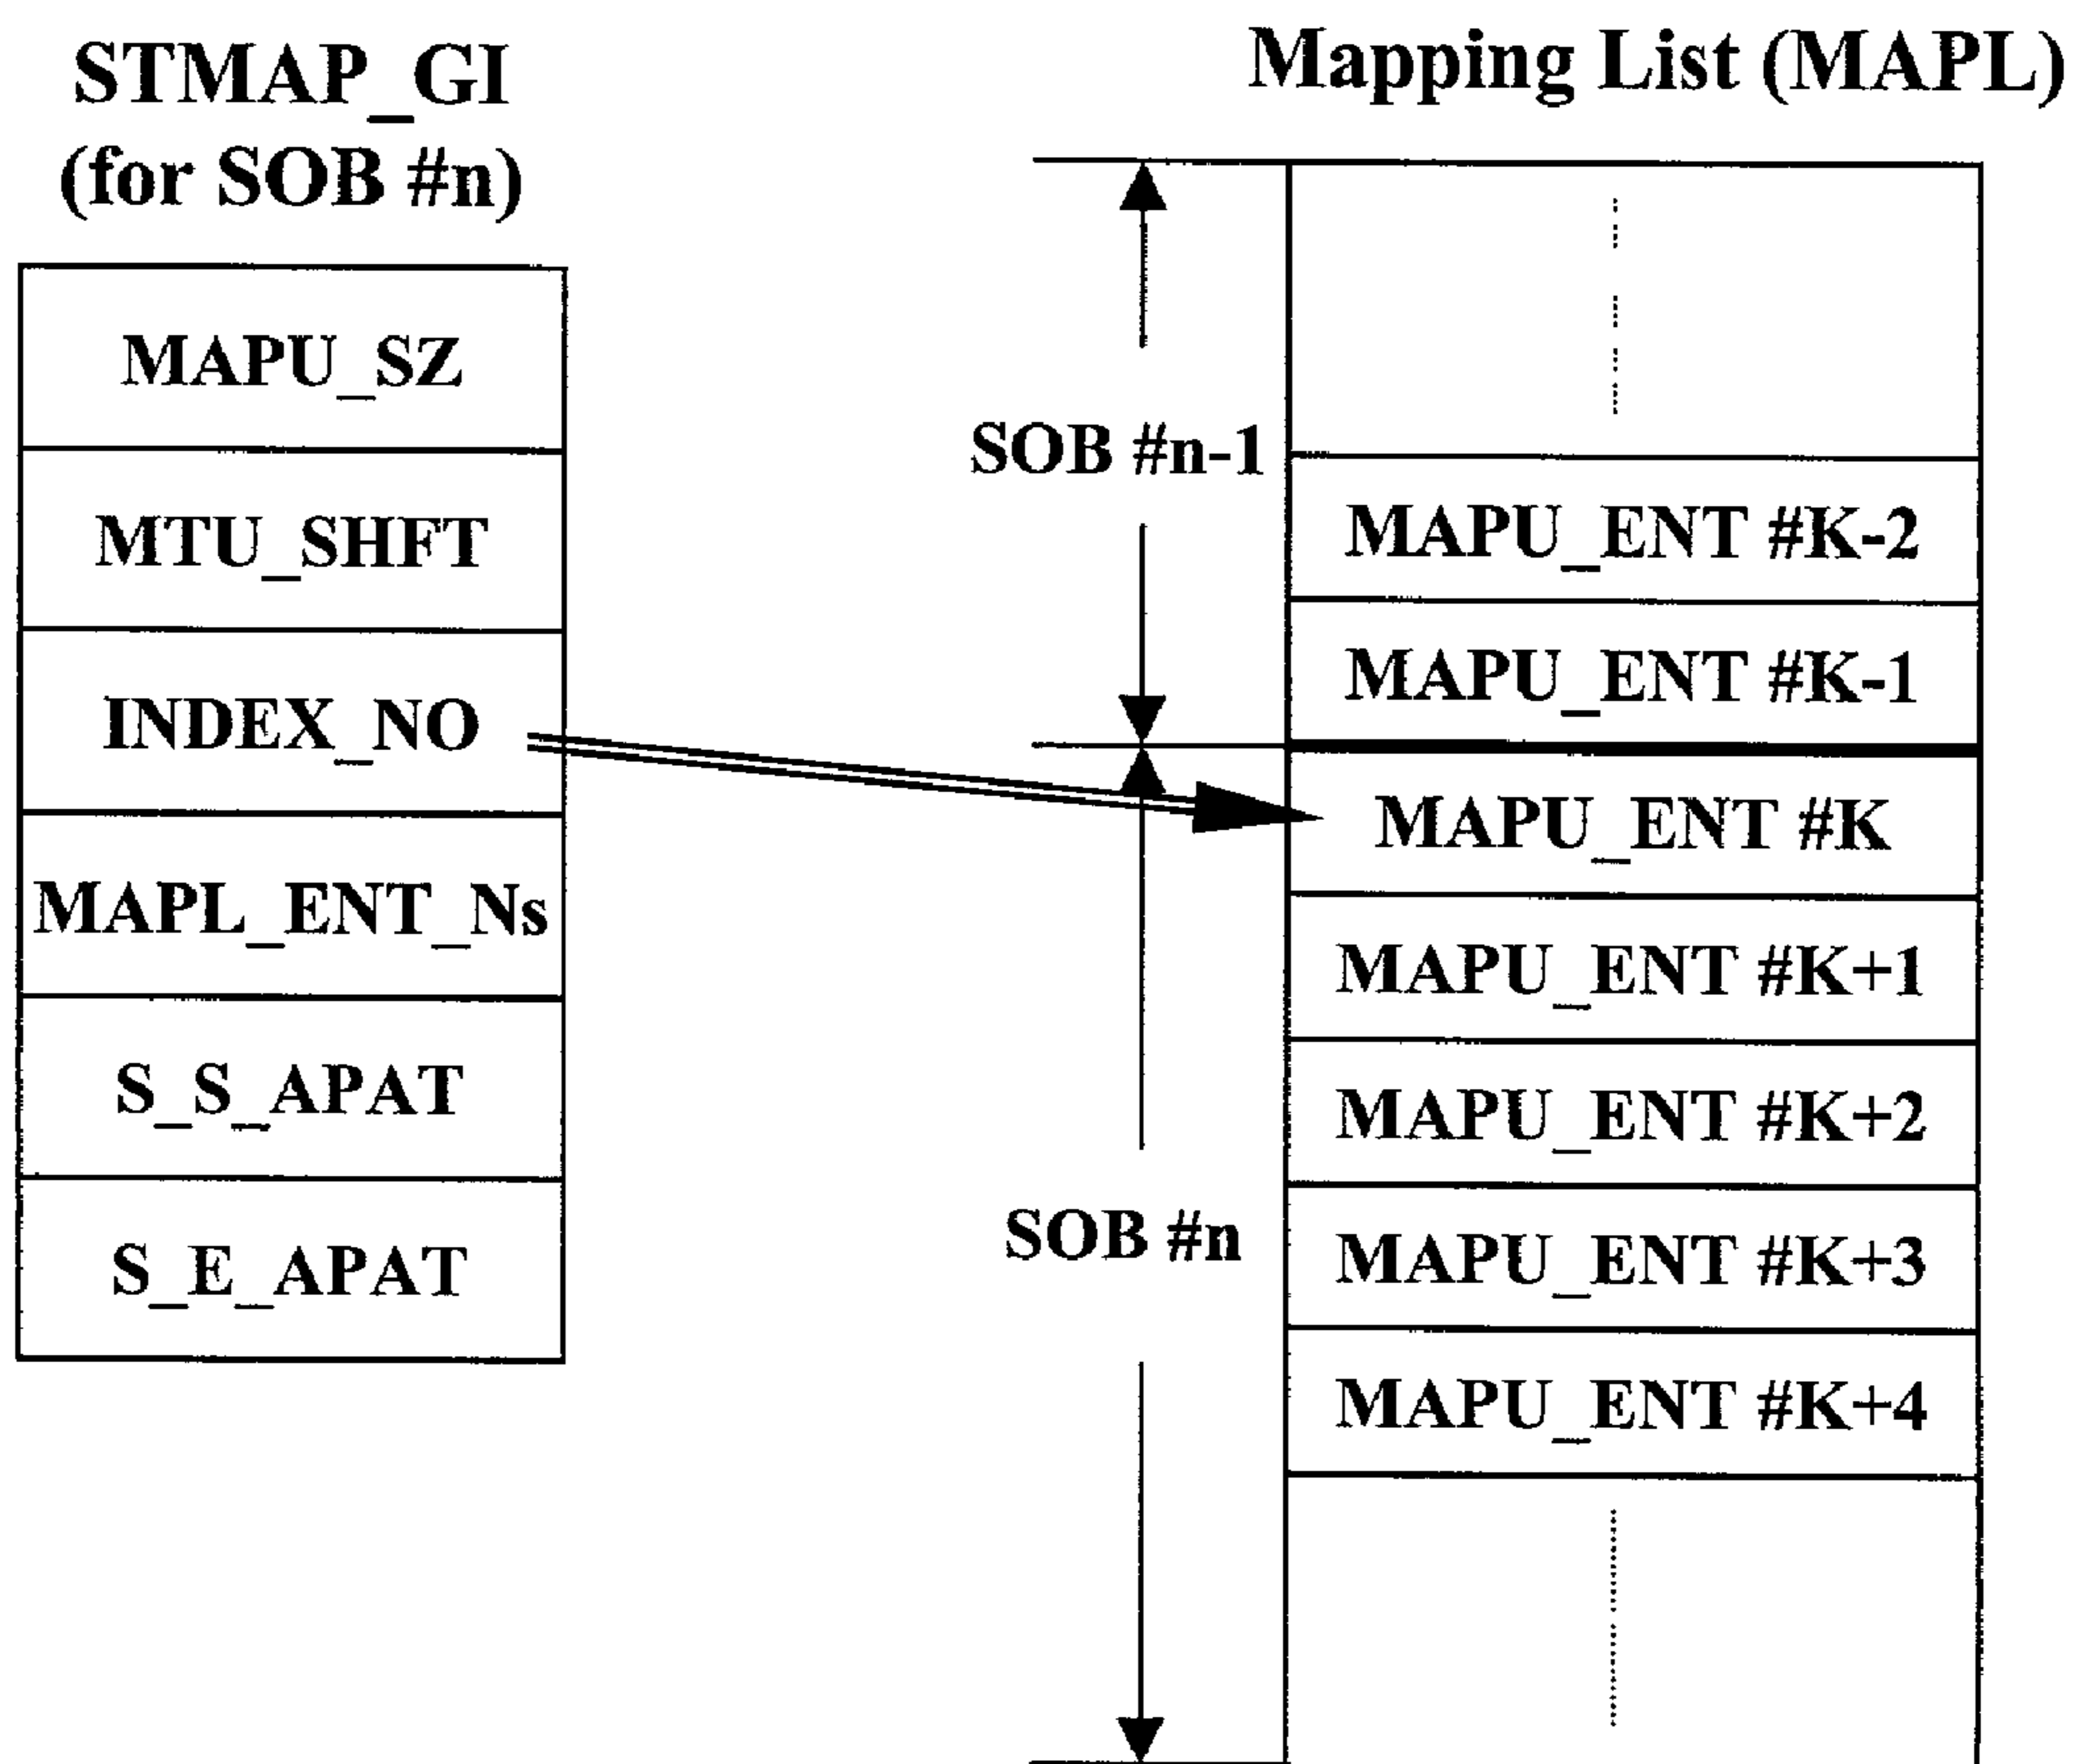 STMAP_GI
(for SOB #n)
MAPU_SZ
MTU_SHFT
INDEX_NO
MAPL_ENT_Ns
S_S_APAT
S_E_APAT
Mapping List (MAPL)
SOB #n-1
SOB #n
MAPU_ENT #K-2
MAPU_ENT #K-1
MAPU_ENT #K
MAPU_ENT #K+1
MAPU_ENT #K+2
MAPU_ENT #K+3
MAPU_ENT #K+4